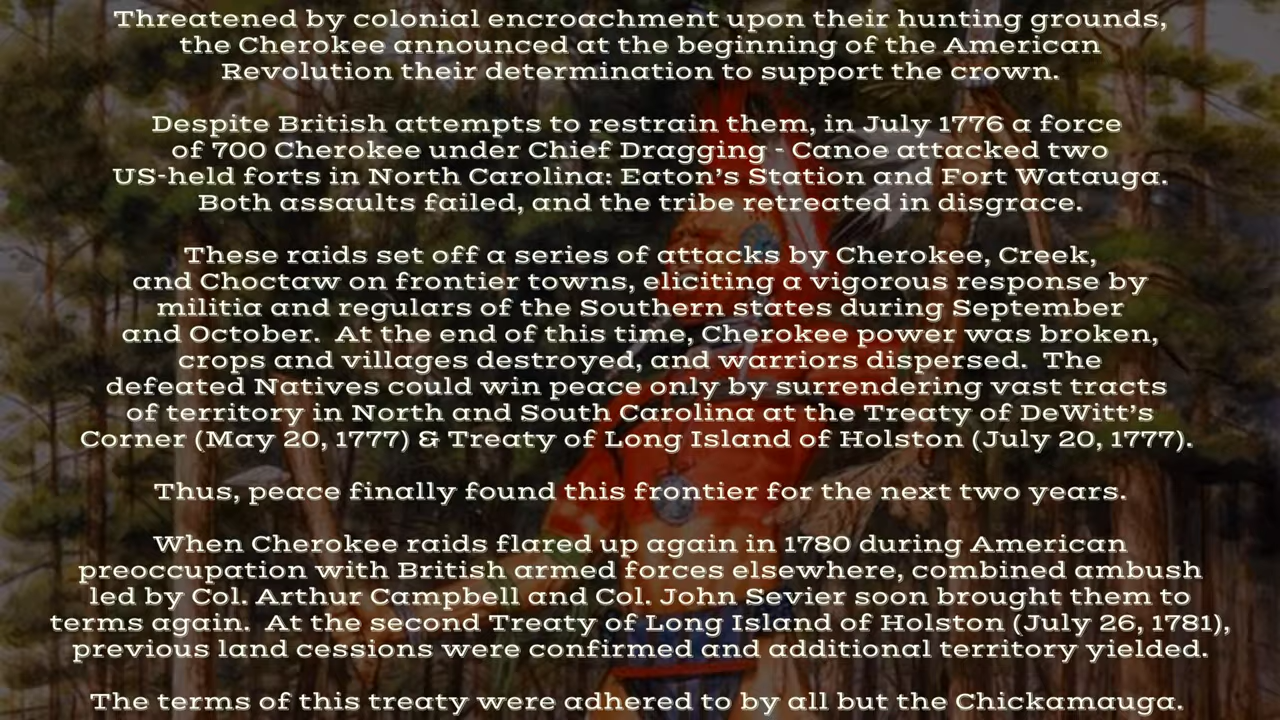 Threatened by colonial encroachment upon their hunting grounds,
the Cherokee announced at the beginning of the American
Revolution their determination to support the crown.
Despite British attempts to restrain them, in July 1776 a force
of 700 Cherokee under Chief Dragging - Canoe attacked two
US-held forts in North Carolina: Eaton's Station and Fort Watauga.
Both assaults failed, and the tribe retreated in disgrace.
These raids set off a series of attacks by Cherokee, Creek,
and Choctaw on frontier towns, eliciting a vigorous response by
militia and regulars of the Southern states during September
and October.  At the end of this time, Cherokee power was broken,
crops and villages destroyed, and warriors dispersed.  The
defeated Natives could win peace only by surrendering vast tracts
of territory in North and South Carolina at the Treaty of DeWitt's
Corner (May 20, 1777) & Treaty of Long Island of Holston (July 20, 1777).
Thus, peace finally found this frontier for the next two years.
When Cherokee raids flared up again in 1780 during American
preoccupation with British armed forces elsewhere, combined ambush
led by Col. Arthur Campbell and Col. John Sevier soon brought them to
terms again.  At the second Treaty of Long Island of Holston (July 26, 1781),
previous land cessions were confirmed and additional territory yielded.
The terms of this treaty were adhered to by all but the Chickamauga.